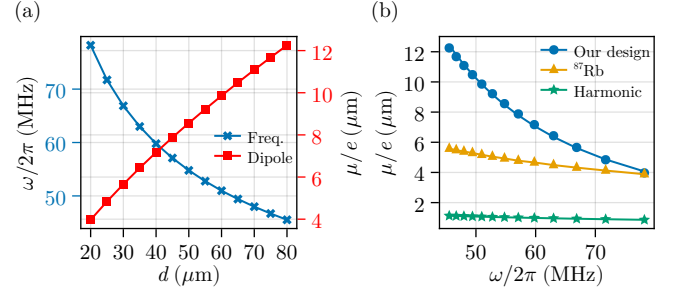 (a)
ω/2π (MHz)
70
60
50
12
10
8
6
4
μ/e (μm)
Freq.
Dipole
20 30 40 50 60 70 80
d (μm)
(b)
μ/e (μm)
12
10
8
6
4
2
Our design
⁸⁷Rb
Harmonic
50 60 70
ω/2π (MHz)